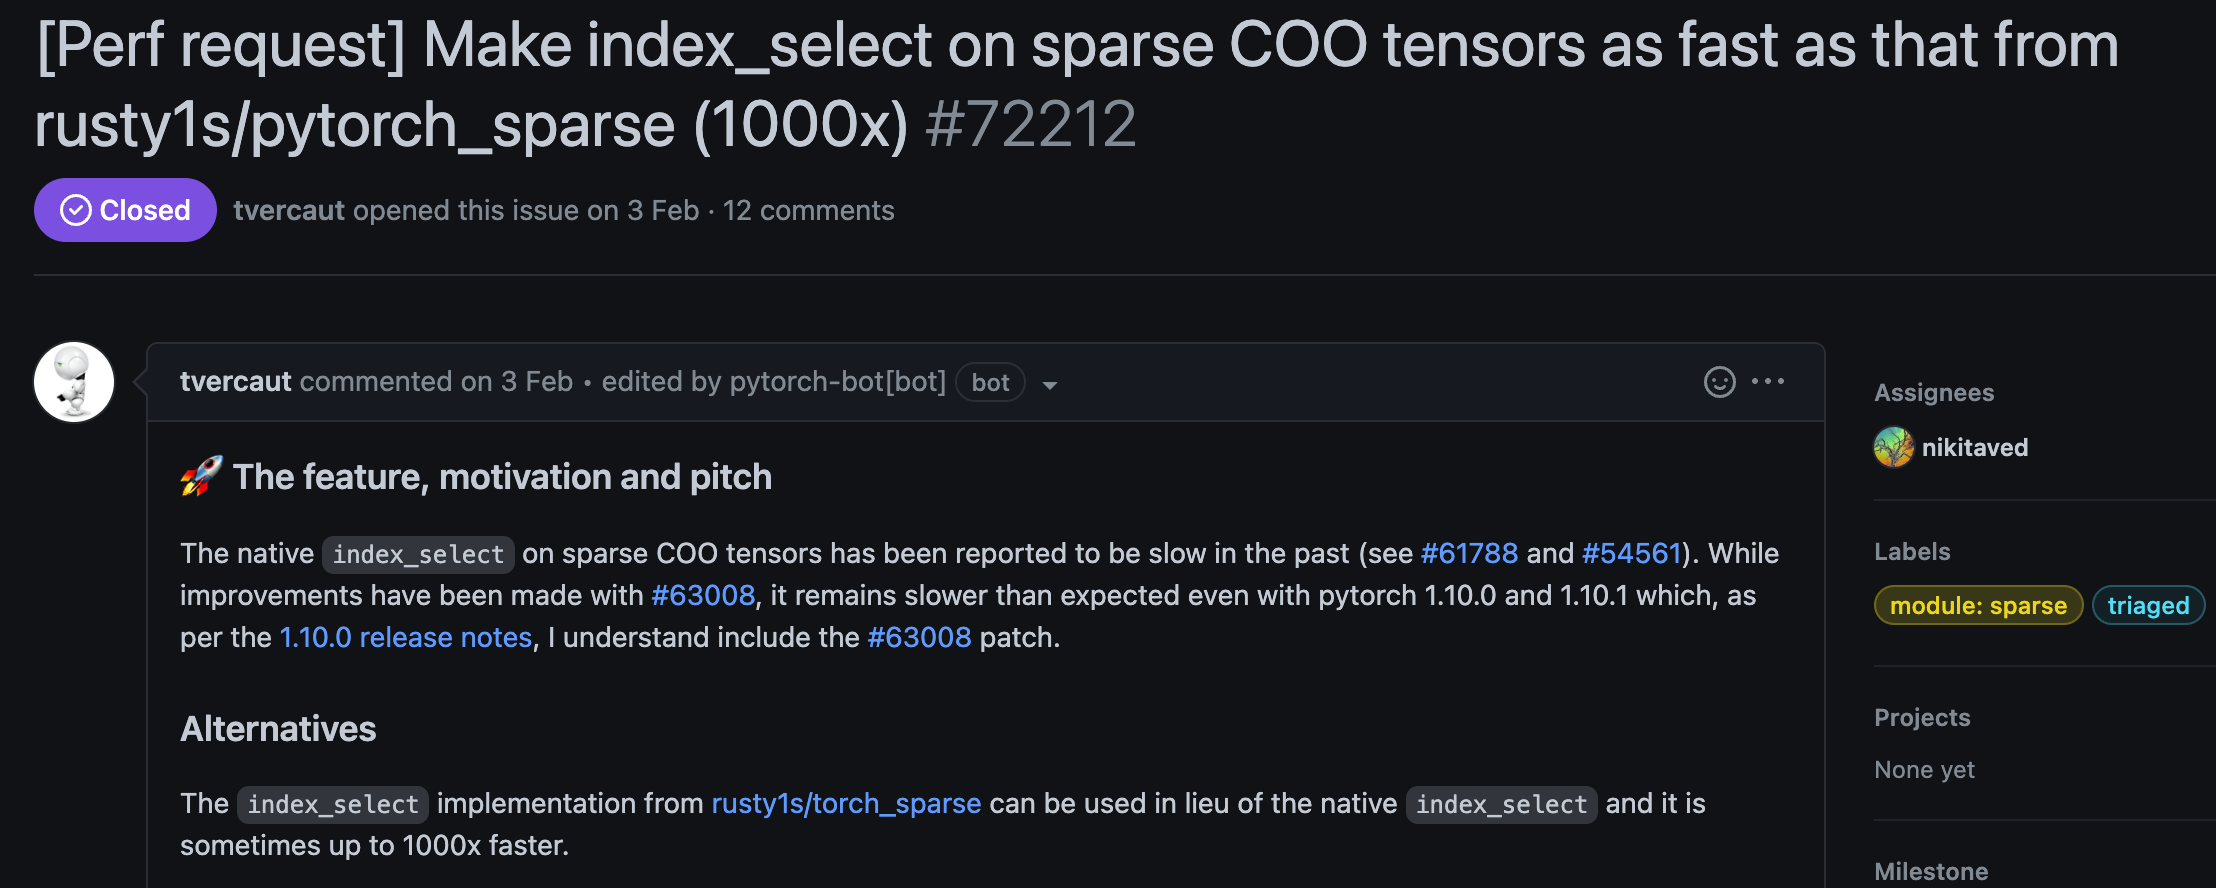 [Perf request] Make index_select on sparse COO tensors as fast as that from
rusty1s/pytorch_sparse (1000x) #72212
Closed
tvercaut opened this issue on 3 Feb · 12 comments
tvercaut commented on 3 Feb • edited by pytorch-bot[bot] bot
🚀 The feature, motivation and pitch
The native index_select on sparse COO tensors has been reported to be slow in the past (see #61788 and #54561). While
improvements have been made with #63008, it remains slower than expected even with pytorch 1.10.0 and 1.10.1 which, as
per the 1.10.0 release notes, I understand include the #63008 patch.
Alternatives
The index_select implementation from rusty1s/torch_sparse can be used in lieu of the native index_select and it is
sometimes up to 1000x faster.
Assignees
nikitaved
Labels
module: sparse triaged
Projects
None yet
Milestone